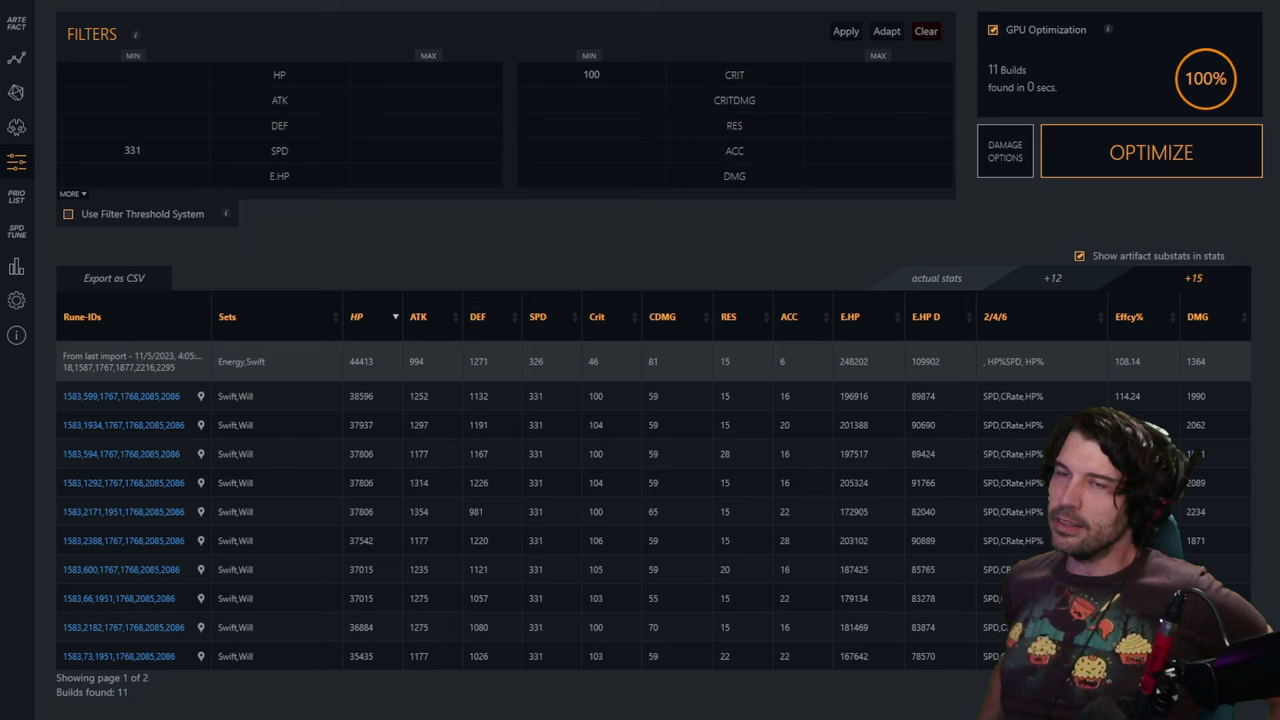 ARTE
FACT
PRIO
LIST
SPD
TUNE
FILTERS i
Apply Adapt Clear
MIN MAX MIN MAX
HP 100 CRIT
ATK CRITDMG
DEF RES
331 SPD ACC
E.HP DMG
MORE
Use Filter Threshold System i
GPU Optimization i
11 Builds
found in 0 secs.
100%
DAMAGE
OPTIONS
OPTIMIZE
Show artifact substats in stats
Export as CSV actual stats +12 +15
Rune-IDs Sets HP ATK DEF SPD Crit CDMG RES ACC E.HP E.HP D 2/4/6 Effcy% DMG
From last import - 11/5/2023, 4:05:...
18,1587,1767,1877,2216,2295 Energy,Swift 44413 994 1271 326 46 81 15 6 248202 109902 , HP%SPD, HP% 108.14 1364
1583,599,1767,1768,2085,2086 Swift,Will 38596 1252 1132 331 100 59 15 16 196916 89874 SPD,CRate,HP% 114.24 1990
1583,1934,1767,1768,2085,2086 Swift,Will 37937 1297 1191 331 104 59 15 20 201388 90690 SPD,CRate,HP% 2062
1583,594,1767,1768,2085,2086 Swift,Will 37806 1177 1167 331 100 59 28 16 197517 89424 SPD,CRate,HP%
1583,1292,1767,1768,2085,2086 Swift,Will 37806 1314 1226 331 104 59 15 16 205324 91766 SPD,CRate,HP% 2089
1583,2171,1951,1768,2085,2086 Swift,Will 37806 1354 981 331 100 65 15 22 172905 82040 SPD,CRate,HP% 2234
1583,2388,1767,1768,2085,2086 Swift,Will 37542 1177 1220 331 106 59 15 28 203102 90889 SPD,CRate,HP% 1871
1583,600,1767,1768,2085,2086 Swift,Will 37015 1235 1121 331 105 59 20 16 187425 85765 SPD,CRate,
1583,66,1951,1768,2085,2086 Swift,Will 37015 1275 1057 331 103 55 15 22 179134 83278 SPD,
1583,2182,1767,1768,2085,2086 Swift,Will 36884 1275 1080 331 100 70 15 16 181469 83874 SPD,
1583,73,1951,1768,2085,2086 Swift,Will 35435 1177 1026 331 103 59 22 22 167642 78570 SPD,
Showing page 1 of 2
Builds found: 11